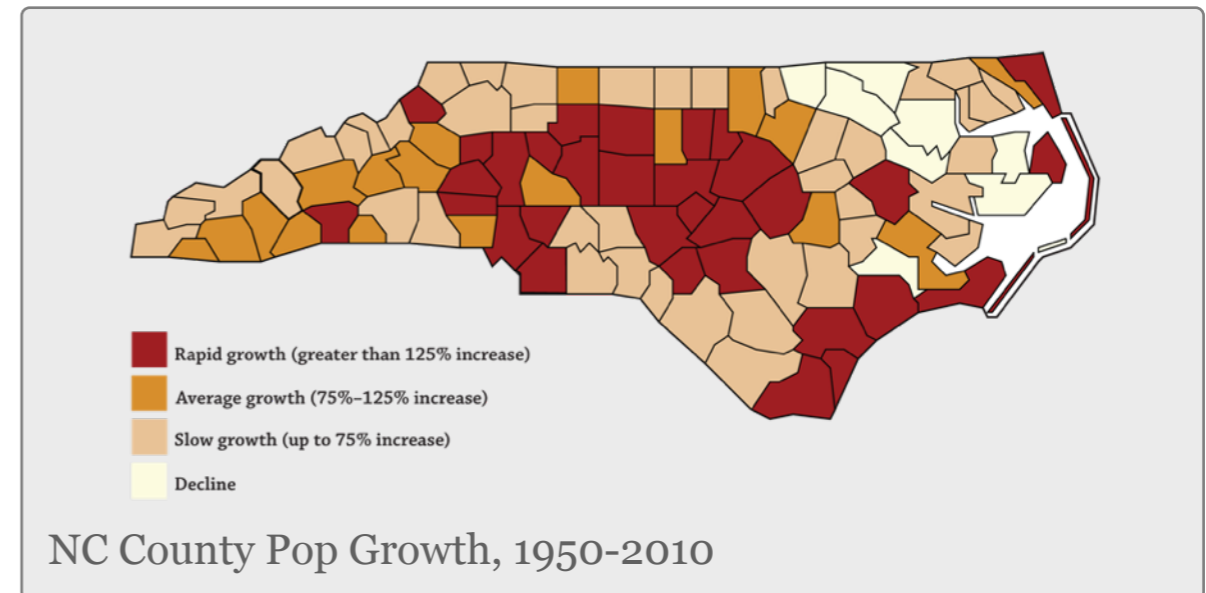 Rapid growth (greater than 125% increase)
Average growth (75%–125% increase)
Slow growth (up to 75% increase)
Decline
NC County Pop Growth, 1950-2010